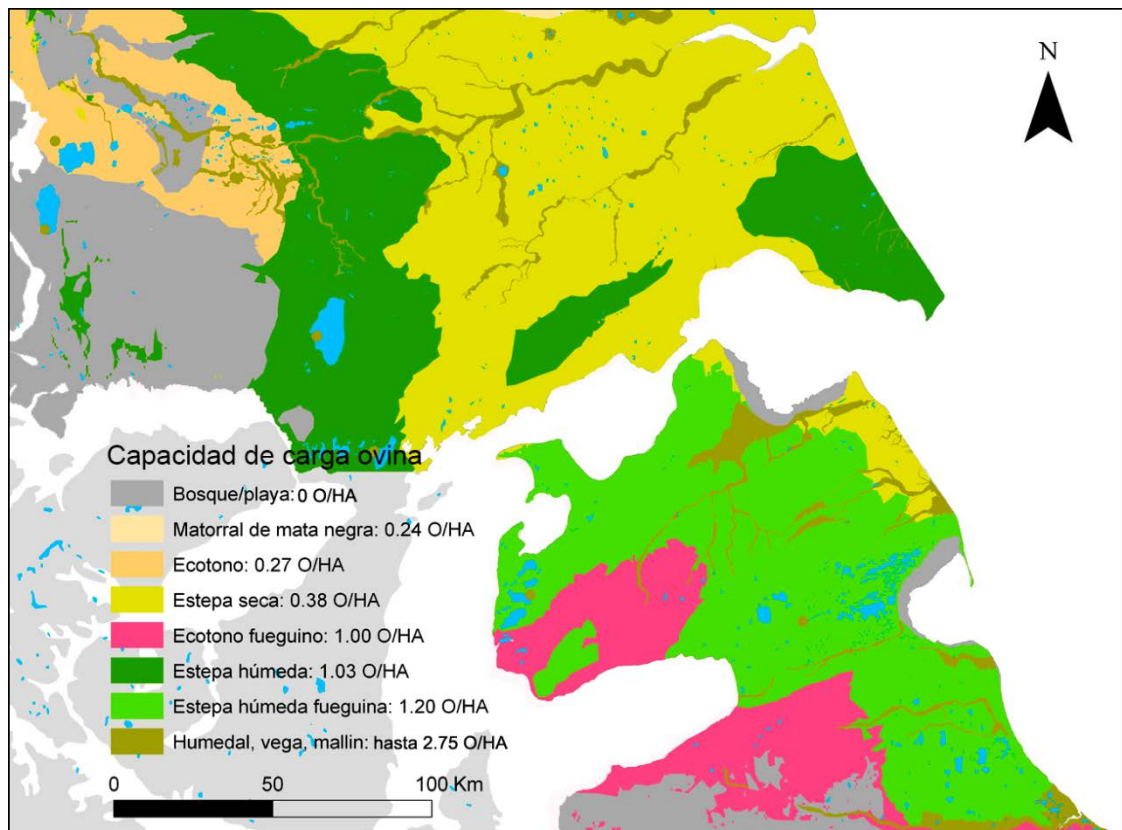 N
Capacidad de carga ovina
Bosque/playa: 0 O/HA
Matorral de mata negra: 0.24 O/HA
Ecotono: 0.27 O/HA
Estepa seca: 0.38 O/HA
Ecotono fueguino: 1.00 O/HA
Estepa húmeda: 1.03 O/HA
Estepa húmeda fueguina: 1.20 O/HA
Humedal, vega, mallin: hasta 2.75 O/HA
0 50 100 Km